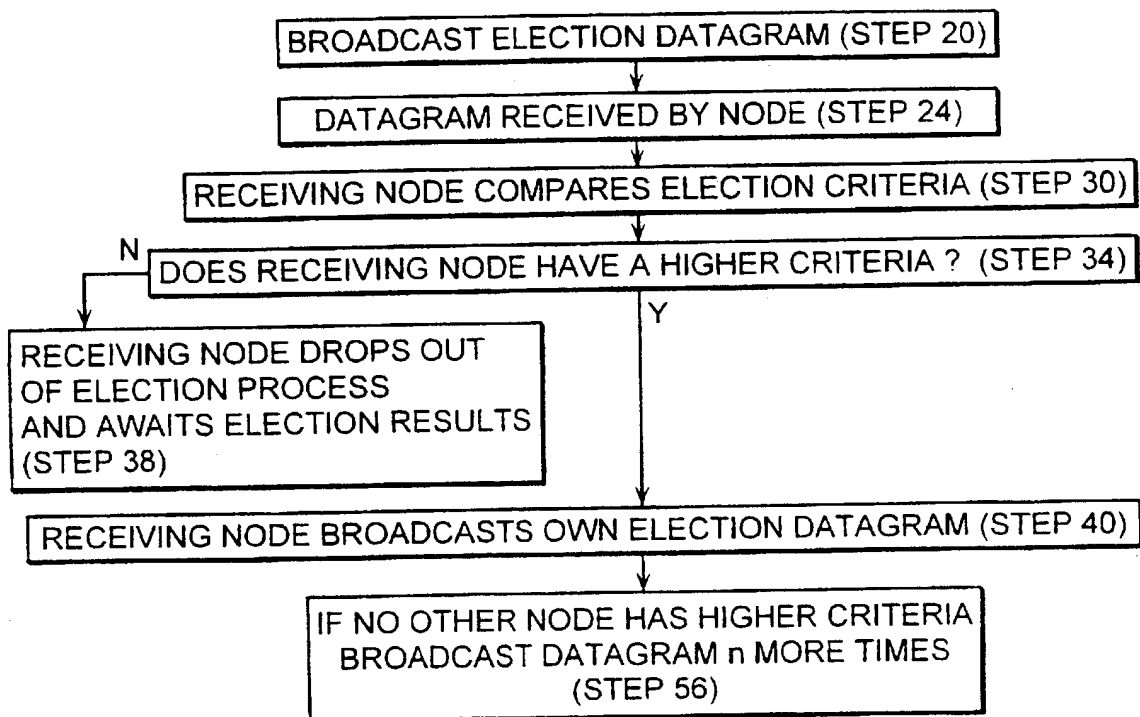 BROADCAST ELECTION DATAGRAM (STEP 20)
DATAGRAM RECEIVED BY NODE (STEP 24)
RECEIVING NODE COMPARES ELECTION CRITERIA (STEP 30)
N
DOES RECEIVING NODE HAVE A HIGHER CRITERIA ? (STEP 34)
Y
RECEIVING NODE DROPS OUT
OF ELECTION PROCESS
AND AWAITS ELECTION RESULTS
(STEP 38)
RECEIVING NODE BROADCASTS OWN ELECTION DATAGRAM (STEP 40)
IF NO OTHER NODE HAS HIGHER CRITERIA
BROADCAST DATAGRAM n MORE TIMES
(STEP 56)